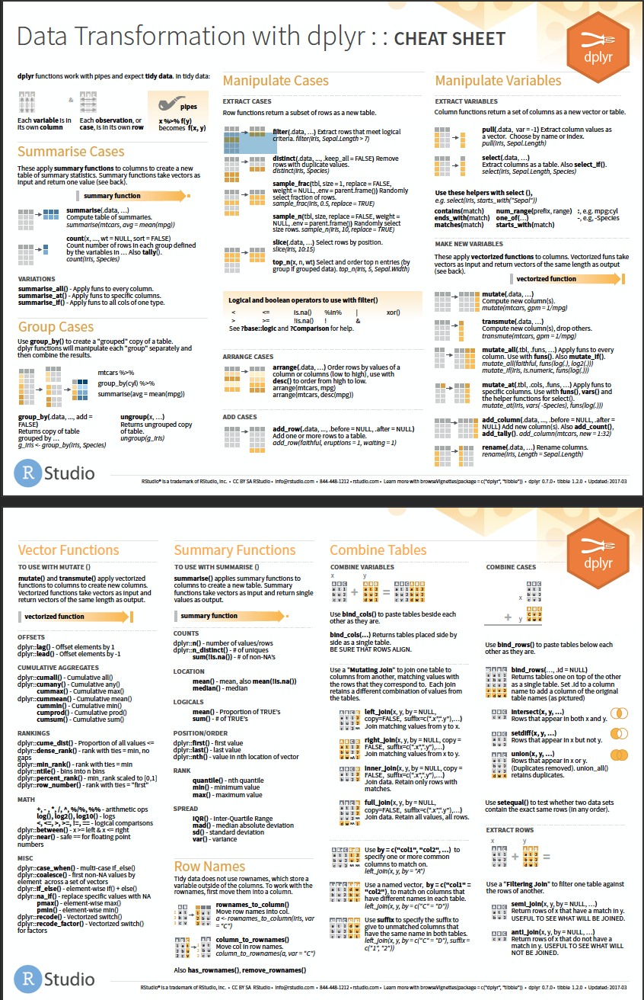 Data Transformation with dplyr : : CHEAT SHEET
dplyr
dplyr functions work with pipes and expect tidy data. In tidy data:
A B C
&
A B C
pipes
Each variable is in
its own column
Each observation, or
case, is in its own row
x %>% f(y)
becomes f(x, y)
Summarise Cases
These apply summary functions to columns to create a new
table of summary statistics. Summary functions take vectors as
input and return one value (see back).
summary function
summarise(.data, …)
Compute table of summaries.
summarise(mtcars, avg = mean(mpg))
count(x, ..., wt = NULL, sort = FALSE)
Count number of rows in each group defined
by the variables in … Also tally().
count(iris, Species)
VARIATIONS
summarise_all() - Apply funs to every column.
summarise_at() - Apply funs to specific columns.
summarise_if() - Apply funs to all cols of one type.
Group Cases
Use group_by() to create a "grouped" copy of a table.
dplyr functions will manipulate each "group" separately and
then combine the results.
mtcars %>%
group_by(cyl) %>%
summarise(avg = mean(mpg))
group_by(.data, ..., add =
FALSE)
Returns copy of table
grouped by …
g_iris <- group_by(iris, Species)
ungroup(x, …)
Returns ungrouped copy
of table.
ungroup(g_iris)
Manipulate Cases
EXTRACT CASES
Row functions return a subset of rows as a new table.
filter(.data, …) Extract rows that meet logical
criteria. filter(iris, Sepal.Length > 7)
distinct(.data, ..., .keep_all = FALSE) Remove
rows with duplicate values.
distinct(iris, Species)
sample_frac(tbl, size = 1, replace = FALSE,
weight = NULL, .env = parent.frame()) Randomly
select fraction of rows.
sample_frac(iris, 0.5, replace = TRUE)
sample_n(tbl, size, replace = FALSE, weight =
NULL, .env = parent.frame()) Randomly select
size rows. sample_n(iris, 10, replace = TRUE)
slice(.data, …) Select rows by position.
slice(iris, 10:15)
top_n(x, n, wt) Select and order top n entries (by
group if grouped data). top_n(iris, 5, Sepal.Width)
Logical and boolean operators to use with filter()
< <= is.na() %in% | xor()
> >= !is.na() ! &
See ?base::logic and ?Comparison for help.
ARRANGE CASES
arrange(.data, …) Order rows by values of a
column or columns (low to high), use with
desc() to order from high to low.
arrange(mtcars, mpg)
arrange(mtcars, desc(mpg))
ADD CASES
add_row(.data, ..., .before = NULL, .after = NULL)
Add one or more rows to a table.
add_row(faithful, eruptions = 1, waiting = 1)
Manipulate Variables
EXTRACT VARIABLES
Column functions return a set of columns as a new vector or table.
pull(.data, var = -1) Extract column values as
a vector. Choose by name or index.
pull(iris, Sepal.Length)
select(.data, …)
Extract columns as a table. Also select_if().
select(iris, Sepal.Length, Species)
Use these helpers with select (),
e.g. select(iris, starts_with("Sepal"))
contains(match) num_range(prefix, range) :, e.g. mpg:cyl
ends_with(match) one_of(…) -, e.g, -Species
matches(match) starts_with(match)
MAKE NEW VARIABLES
These apply vectorized functions to columns. Vectorized funs take
vectors as input and return vectors of the same length as output
(see back).
vectorized function
mutate(.data, …)
Compute new column(s).
mutate(mtcars, gpm = 1/mpg)
transmute(.data, …)
Compute new column(s), drop others.
transmute(mtcars, gpm = 1/mpg)
mutate_all(.tbl, .funs, …) Apply funs to every
column. Use with funs(). Also mutate_if().
mutate_all(faithful, funs(log(.), log2(.)))
mutate_if(iris, is.numeric, funs(log(.)))
mutate_at(.tbl, .cols, .funs, …) Apply funs to
specific columns. Use with funs(), vars() and
the helper functions for select().
mutate_at(iris, vars( -Species), funs(log(.)))
add_column(.data, ..., .before = NULL, .after =
NULL) Add new column(s). Also add_count(),
add_tally(). add_column(mtcars, new = 1:32)
rename(.data, …) Rename columns.
rename(iris, Length = Sepal.Length)
R Studio
RStudio® is a trademark of RStudio, Inc. • CC BY SA RStudio • info@rstudio.com • 844-448-1212 • rstudio.com • Learn more with browseVignettes(package = c("dplyr", "tibble")) • dplyr 0.7.0 • tibble 1.2.0 • Updated: 2017-03
dplyr
Vector Functions
TO USE WITH MUTATE ()
mutate() and transmute() apply vectorized
functions to columns to create new columns.
Vectorized functions take vectors as input and
return vectors of the same length as output.
vectorized function
OFFSETS
dplyr::lag() - Offset elements by 1
dplyr::lead() - Offset elements by -1
CUMULATIVE AGGREGATES
dplyr::cumall() - Cumulative all()
dplyr::cumany() - Cumulative any()
cummax() - Cumulative max()
dplyr::cummean() - Cumulative mean()
cummin() - Cumulative min()
cumprod() - Cumulative prod()
cumsum() - Cumulative sum()
RANKINGS
dplyr::cume_dist() - Proportion of all values <=
dplyr::dense_rank() - rank with ties = min, no
gaps
dplyr::min_rank() - rank with ties = min
dplyr::ntile() - bins into n bins
dplyr::percent_rank() - min_rank scaled to [0,1]
dplyr::row_number() - rank with ties = "first"
MATH
+, - , *, /, ^, %/%, %% - arithmetic ops
log(), log2(), log10() - logs
<, <=, >, >=, !=, == - logical comparisons
dplyr::between() - x >= left & x <= right
dplyr::near() - safe == for floating point
numbers
MISC
dplyr::case_when() - multi-case if_else()
dplyr::coalesce() - first non-NA values by
element across a set of vectors
dplyr::if_else() - element-wise if() + else()
dplyr::na_if() - replace specific values with NA
pmax() - element-wise max()
pmin() - element-wise min()
dplyr::recode() - Vectorized switch()
dplyr::recode_factor() - Vectorized switch()
for factors
Summary Functions
TO USE WITH SUMMARISE ()
summarise() applies summary functions to
columns to create a new table. Summary
functions take vectors as input and return single
values as output.
summary function
COUNTS
dplyr::n() - number of values/rows
dplyr::n_distinct() - # of uniques
sum(!is.na()) - # of non-NA's
LOCATION
mean() - mean, also mean(!is.na())
median() - median
LOGICALS
mean() - Proportion of TRUE's
sum() - # of TRUE's
POSITION/ORDER
dplyr::first() - first value
dplyr::last() - last value
dplyr::nth() - value in nth location of vector
RANK
quantile() - nth quantile
min() - minimum value
max() - maximum value
SPREAD
IQR() - Inter-Quartile Range
mad() - median absolute deviation
sd() - standard deviation
var() - variance
Row Names
Tidy data does not use rownames, which store a
variable outside of the columns. To work with the
rownames, first move them into a column.
rownames_to_column()
Move row names into col.
a <- rownames_to_column(iris, var
= "C")
column_to_rownames()
Move col in row names.
column_to_rownames(a, var = "C")
Also has_rownames(), remove_rownames()
Combine Tables
COMBINE VARIABLES
x y
+ =
Use bind_cols() to paste tables beside each
other as they are.
bind_cols(…) Returns tables placed side by
side as a single table.
BE SURE THAT ROWS ALIGN.
Use a "Mutating Join" to join one table to
columns from another, matching values with
the rows that they correspond to. Each join
retains a different combination of values from
the tables.
left_join(x, y, by = NULL,
copy=FALSE, suffix=c(".x",".y"),…)
Join matching values from y to x.
right_join(x, y, by = NULL, copy =
FALSE, suffix=c(".x",".y"),…)
Join matching values from x to y.
inner_join(x, y, by = NULL, copy =
FALSE, suffix=c(".x",".y"),…)
Join data. Retain only rows with
matches.
full_join(x, y, by = NULL,
copy=FALSE, suffix=c(".x",".y"),…)
Join data. Retain all values, all rows.
Use by = c("col1", "col2", …) to
specify one or more common
columns to match on.
left_join(x, y, by = "A")
Use a named vector, by = c("col1" =
"col2"), to match on columns that
have different names in each table.
left_join(x, y, by = c("C" = "D"))
Use suffix to specify the suffix to
give to unmatched columns that
have the same name in both tables.
left_join(x, y, by = c("C" = "D"), suffix =
c("1", "2"))
COMBINE CASES
x
+ y
Use bind_rows() to paste tables below each
other as they are.
bind_rows(…, .id = NULL)
Returns tables one on top of the other
as a single table. Set .id to a column
name to add a column of the original
table names (as pictured)
intersect(x, y, …)
Rows that appear in both x and y.
setdiff(x, y, …)
Rows that appear in x but not y.
union(x, y, …)
Rows that appear in x or y.
(Duplicates removed). union_all()
retains duplicates.
Use setequal() to test whether two data sets
contain the exact same rows (in any order).
EXTRACT ROWS
x y
+ =
Use a "Filtering Join" to filter one table against
the rows of another.
semi_join(x, y, by = NULL, …)
Return rows of x that have a match in y.
USEFUL TO SEE WHAT WILL BE JOINED.
anti_join(x, y, by = NULL, …)
Return rows of x that do not have a
match in y. USEFUL TO SEE WHAT WILL
NOT BE JOINED.
R Studio
RStudio® is a trademark of RStudio, Inc. • CC BY SA RStudio • info@rstudio.com • 844-448-1212 • rstudio.com • Learn more with browseVignettes(package = c("dplyr", "tibble")) • dplyr 0.7.0 • tibble 1.2.0 • Updated: 2017-03